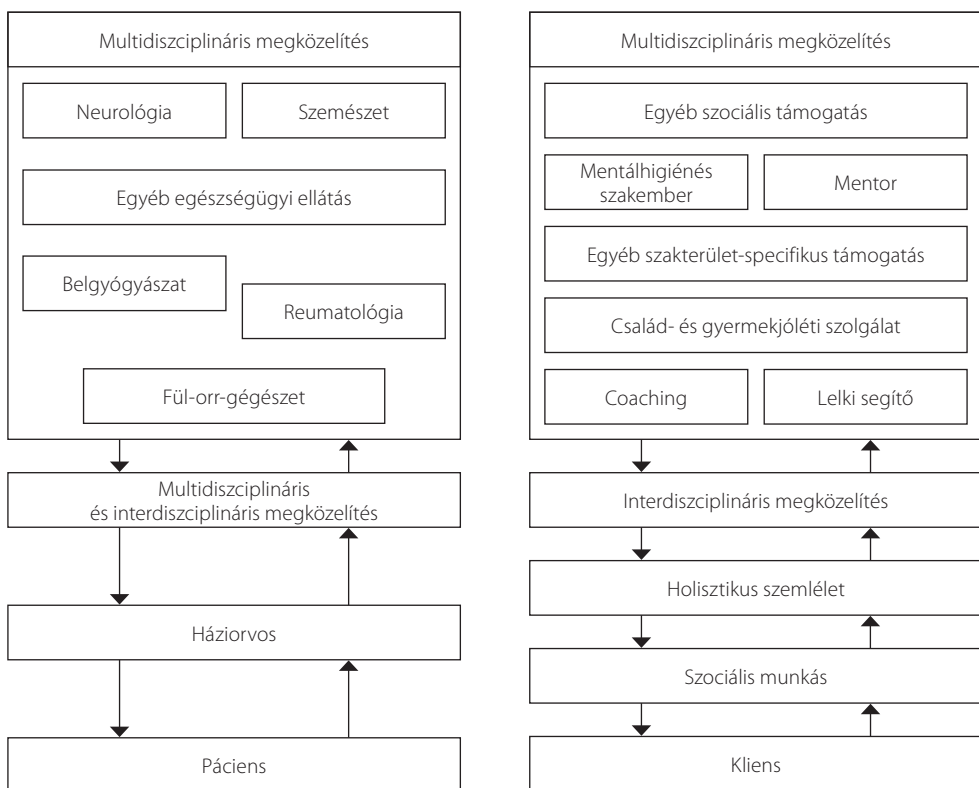 Multidiszciplináris megközelítés
Neurológia
Szemészet
Egyéb egészségügyi ellátás
Belgyógyászat
Reumatológia
Fül-orr-gégészet
Multidiszciplináris
és interdiszciplináris megközelítés
Háziorvos
Páciens
Multidiszciplináris megközelítés
Egyéb szociális támogatás
Mentálhigiénés
szakember
Mentor
Egyéb szakterület-specifikus támogatás
Család- és gyermekjóléti szolgálat
Coaching
Lelki segítő
Interdiszciplináris megközelítés
Holisztikus szemlélet
Szociális munkás
Kliens